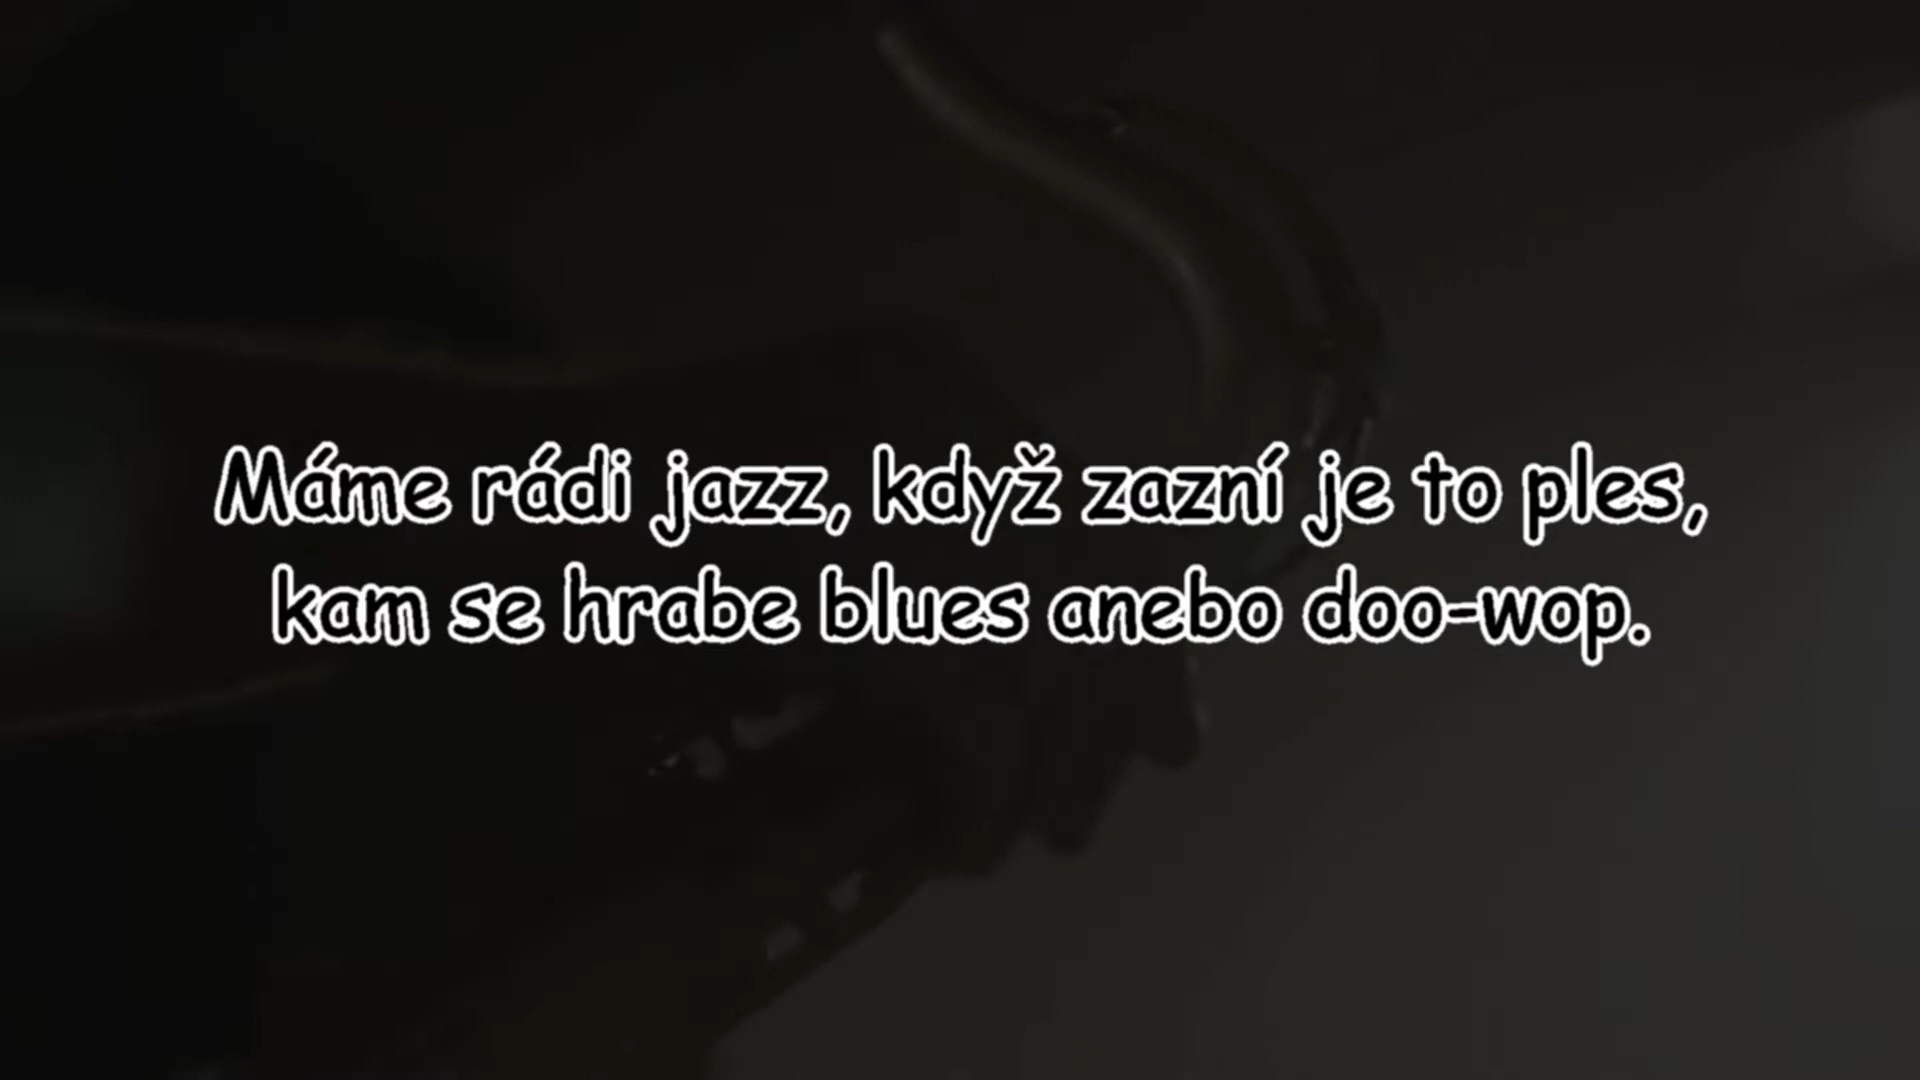 Máme rádi jazz, když zazní je to ples,
kam se hrabe blues anebo doo-wop.